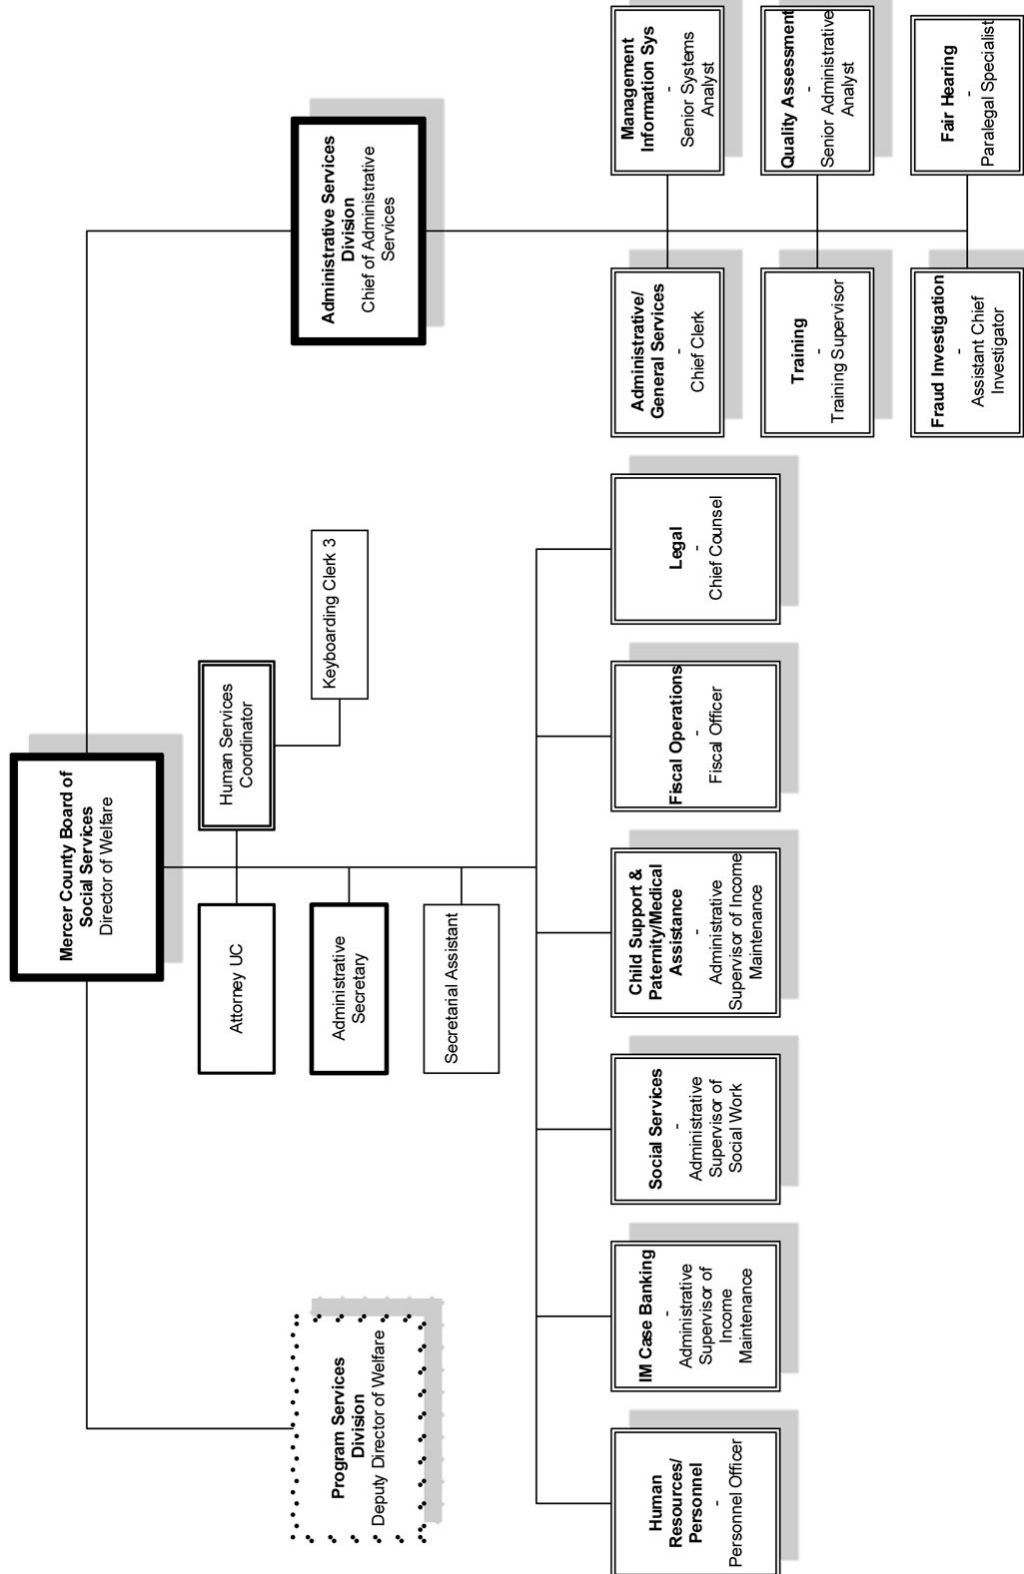 Mercer County Board of
Social Services
Director of Welfare
Program Services
Division
Deputy Director of Welfare
Administrative Services
Division
Chief of Administrative
Services
Attorney UC
Human Services
Coordinator
Administrative
Secretary
Keyboarding Clerk 3
Secretarial Assistant
Human
Resources/
Personnel
-
Personnel Officer
IM Case Banking
-
Administrative
Supervisor of
Income
Maintenance
Social Services
-
Administrative
Supervisor of
Social Work
Child Support &
Paternity/Medical
Assistance
-
Administrative
Supervisor of Income
Maintenance
Fiscal Operations
-
Fiscal Officer
Legal
-
Chief Counsel
Administrative/
General Services
-
Chief Clerk
Management
Information Sys
-
Senior Systems
Analyst
Training
-
Training Supervisor
Quality Assessment
-
Senior Administrative
Analyst
Fraud Investigation
-
Assistant Chief
Investigator
Fair Hearing
-
Paralegal Specialist